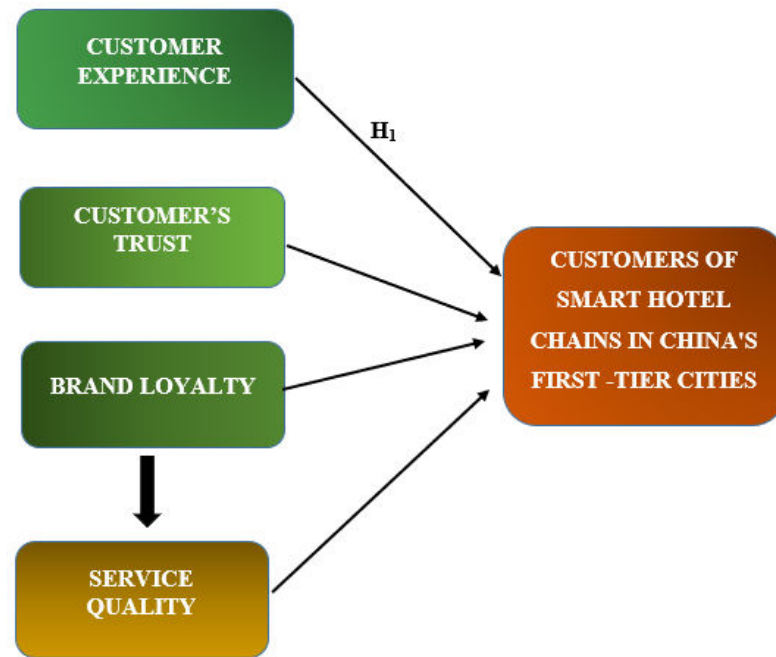 CUSTOMER
EXPERIENCE
H₁
CUSTOMER’S
TRUST
CUSTOMERS OF
SMART HOTEL
CHAINS IN CHINA'S
FIRST -TIER CITIES
BRAND LOYALTY
SERVICE
QUALITY